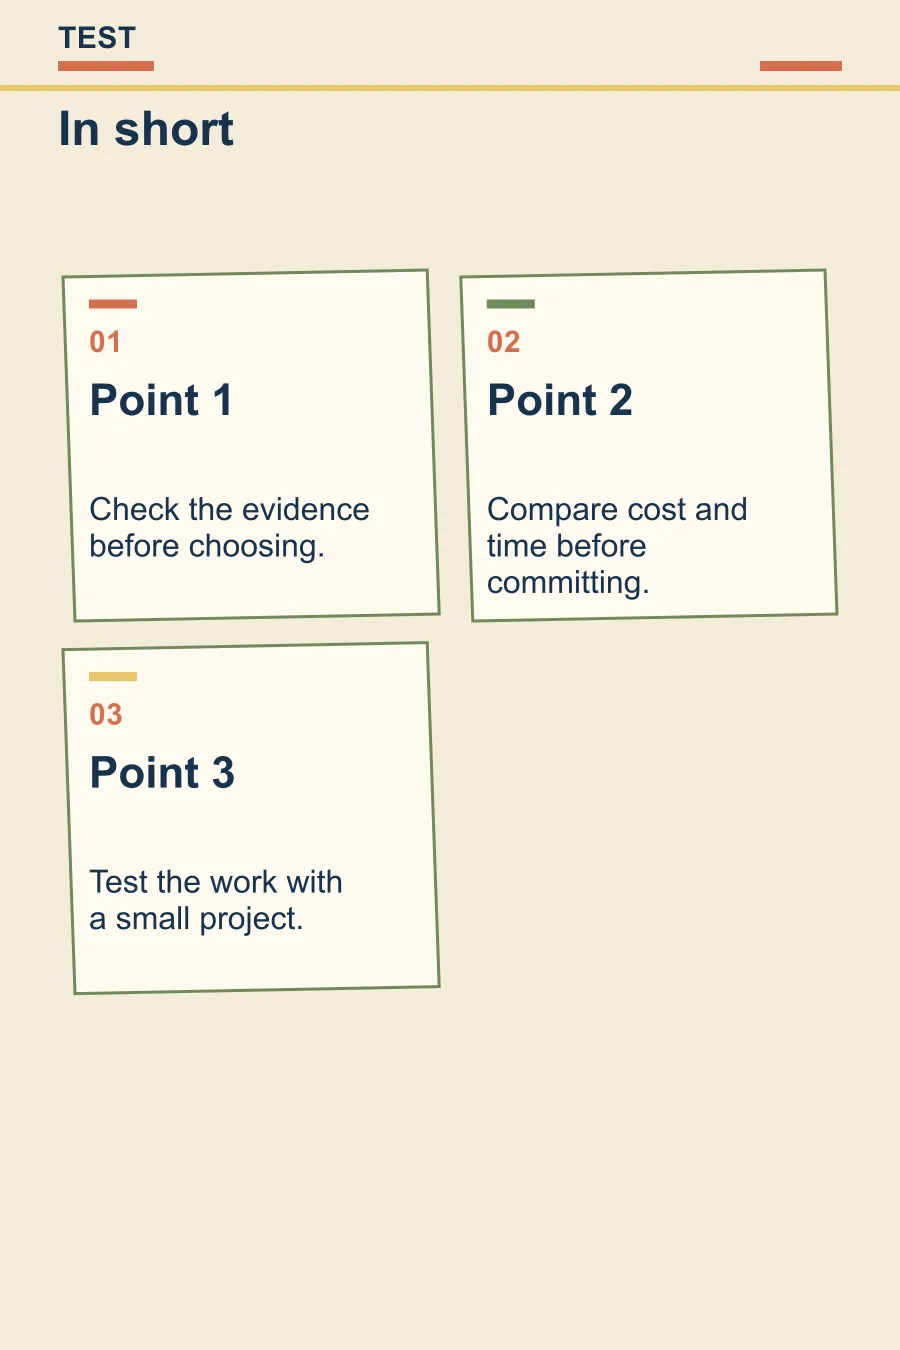 TEST
In short
01
Point 1
Check the evidence
before choosing.
02
Point 2
Compare cost and
time before
committing.
03
Point 3
Test the work with
a small project.